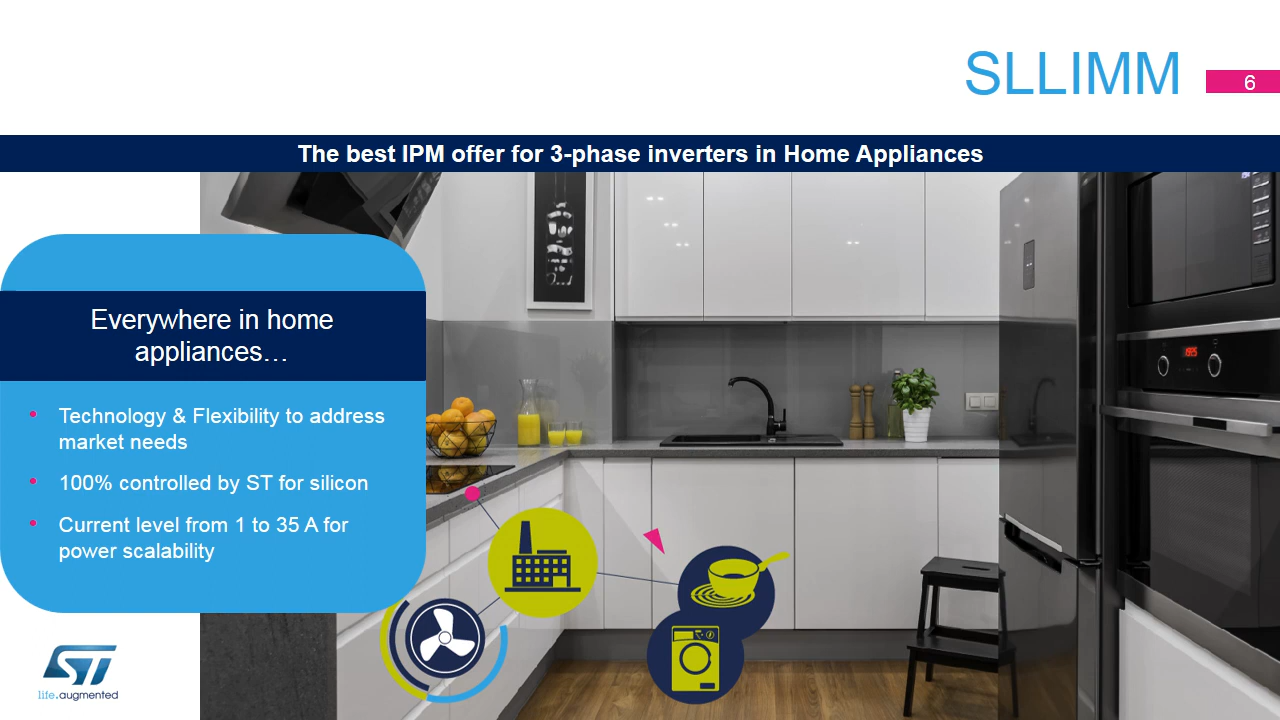 SLLIMM
6
The best IPM offer for 3-phase inverters in Home Appliances
Everywhere in home
appliances…
• Technology & Flexibility to address
market needs
• 100% controlled by ST for silicon
• Current level from 1 to 35 A for
power scalability
ST
life.augmented